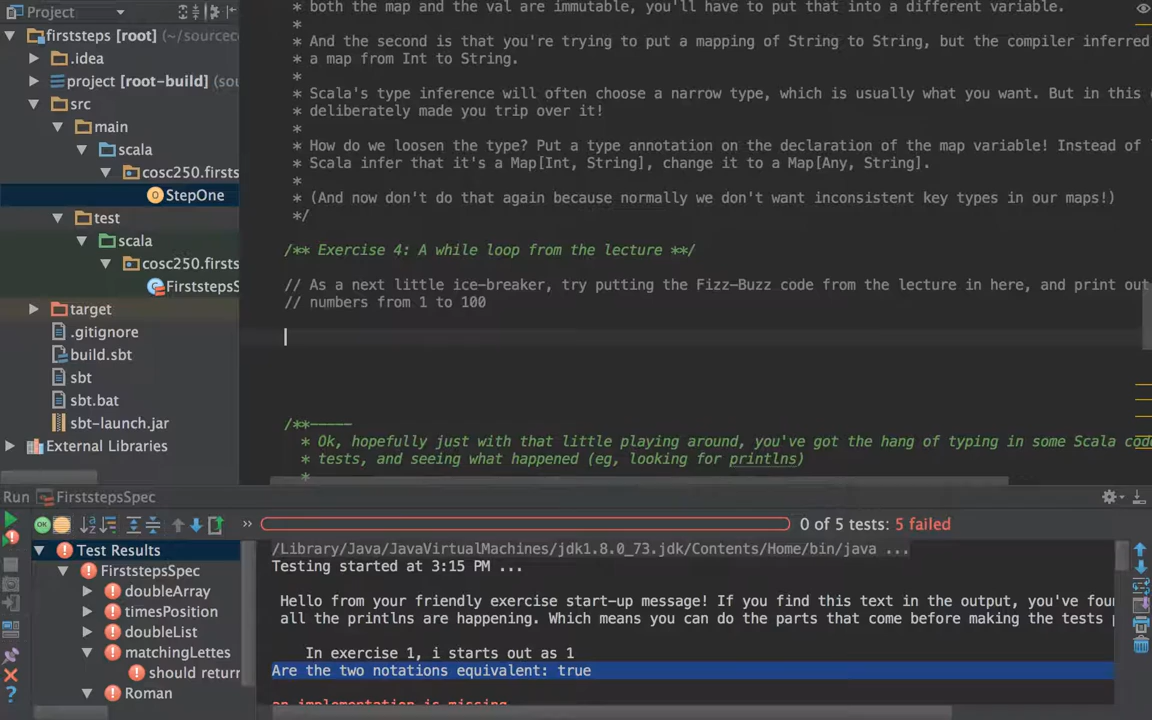 Project
firststeps [root] (~/sourcec
.idea
project [root-build] (sou
src
main
scala
cosc250.firsts
StepOne
test
scala
cosc250.firsts
FirststepsS
target
.gitignore
build.sbt
sbt
sbt.bat
sbt-launch.jar
External Libraries
* both the map and the val are immutable, you'll have to put that into a different variable.
*
* And the second is that you're trying to put a mapping of String to String, but the compiler inferred
* a map from Int to String.
*
* Scala's type inference will often choose a narrow type, which is usually what you want. But in this
* deliberately made you trip over it!
*
* How do we loosen the type? Put a type annotation on the declaration of the map variable! Instead of
* Scala infer that it's a Map[Int, String], change it to a Map[Any, String].
*
* (And now don't do that again because normally we don't want inconsistent key types in our maps!)
*/
/** Exercise 4: A while loop from the lecture **/
// As a next little ice-breaker, try putting the Fizz-Buzz code from the lecture in here, and print out
// numbers from 1 to 100
/**-----
* Ok, hopefully just with that little playing around, you've got the hang of typing in some Scala code
* tests, and seeing what happened (eg, looking for printlns)
*
Run FirststepsSpec
OK >> 0 of 5 tests: 5 failed
Test Results
FirststepsSpec
doubleArray
timesPosition
doubleList
matchingLettes
should return
Roman
/Library/Java/JavaVirtualMachines/jdk1.8.0_73.jdk/Contents/Home/bin/java ...
Testing started at 3:15 PM ...
Hello from your friendly exercise start-up message! If you find this text in the output, you've foun
all the printlns are happening. Which means you can do the parts that come before making the tests p
In exercise 1, i starts out as 1
Are the two notations equivalent: true
an implementation is missing